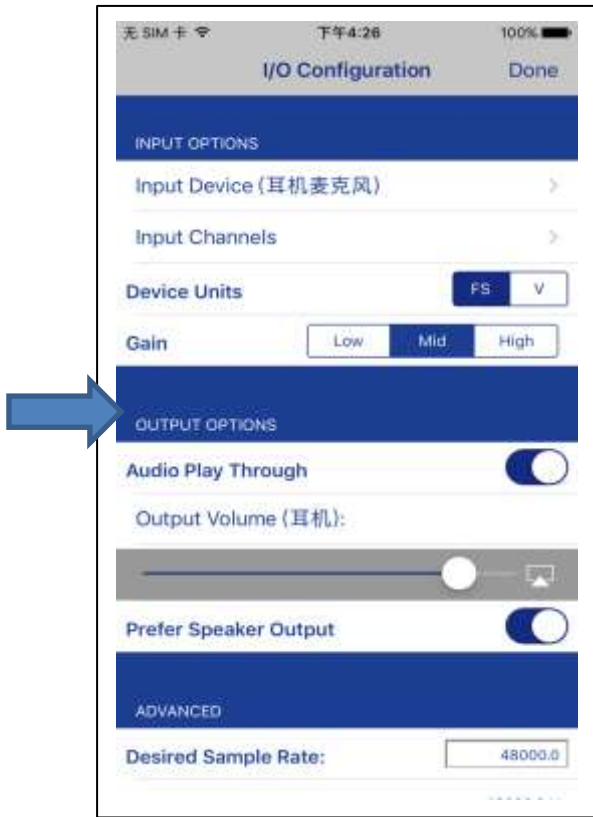 无 SIM 卡 下午4:26 100%
I/O Configuration Done
INPUT OPTIONS
Input Device (耳机麦克风)
Input Channels
Device Units FS V
Gain Low Mid High
OUTPUT OPTIONS
Audio Play Through
Output Volume (耳机):
Prefer Speaker Output
ADVANCED
Desired Sample Rate: 48000.0